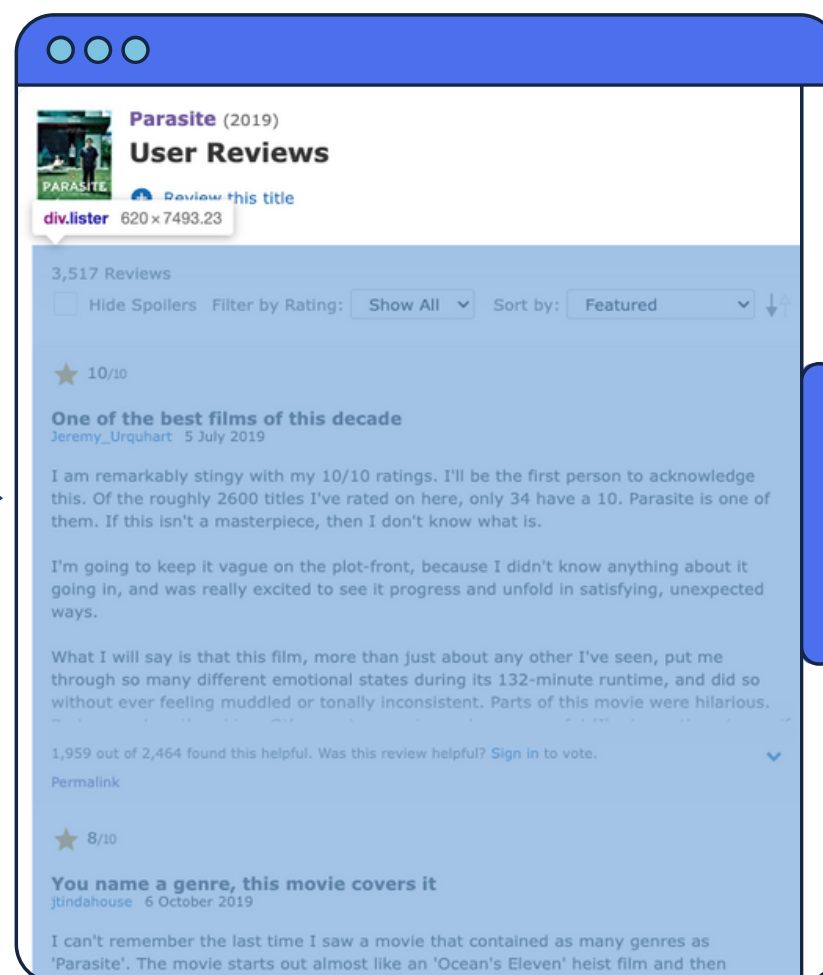 Parasite (2019)
User Reviews
PARASITE
Review this title
div.lister 620 × 7493.23
3,517 Reviews
Hide Spoilers Filter by Rating: Show All Sort by: Featured
10/10
One of the best films of this decade
Jeremy_Urquhart 5 July 2019
I am remarkably stingy with my 10/10 ratings. I'll be the first person to acknowledge
this. Of the roughly 2600 titles I've rated on here, only 34 have a 10. Parasite is one of
them. If this isn't a masterpiece, then I don't know what is.
I'm going to keep it vague on the plot-front, because I didn't know anything about it
going in, and was really excited to see it progress and unfold in satisfying, unexpected
ways.
What I will say is that this film, more than just about any other I've seen, put me
through so many different emotional states during its 132-minute runtime, and did so
without ever feeling muddled or tonally inconsistent. Parts of this movie were hilarious.
1,959 out of 2,464 found this helpful. Was this review helpful? Sign in to vote.
Permalink
8/10
You name a genre, this movie covers it
jtindahouse 6 October 2019
I can't remember the last time I saw a movie that contained as many genres as
'Parasite'. The movie starts out almost like an 'Ocean's Eleven' heist film and then